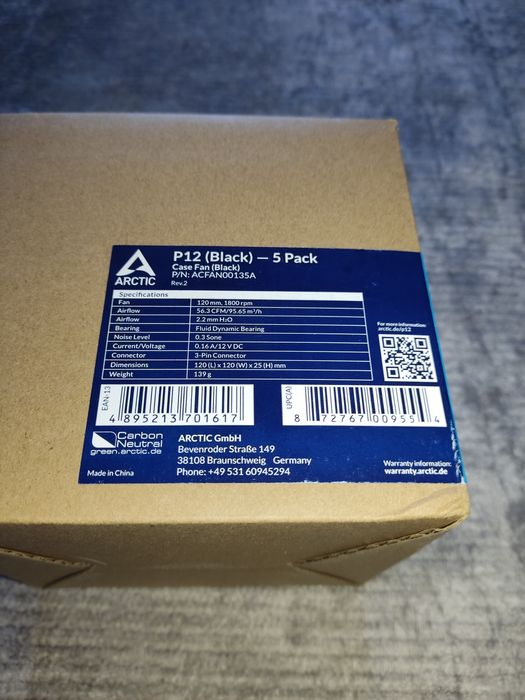 P12 (Black) — 5 Pack
Case Fan (Black)
P/N: ACFAN00135A
Rev.2
ARCTIC
Specifications
Fan 120 mm, 1800 rpm
Airflow 56.3 CFM/95.65 m³/h
Airflow 2.2 mm H₂O
Bearing Fluid Dynamic Bearing
Noise Level 0.3 Sone
Current/Voltage 0.16 A/12 V DC
Connector 3-Pin Connector
Dimensions 120 (L) x 120 (W) x 25 (H) mm
Weight 139 g
For more information:
arctic.de/p12
EAN-13
4 895213 701617
UPC(A)
8 72767 00955 4
Carbon
Neutral
green.arctic.de
Made in China
ARCTIC GmbH
Bevenroder Straße 149
38108 Braunschweig Germany
Phone: +49 531 60945294
Warranty information:
warranty.arctic.de